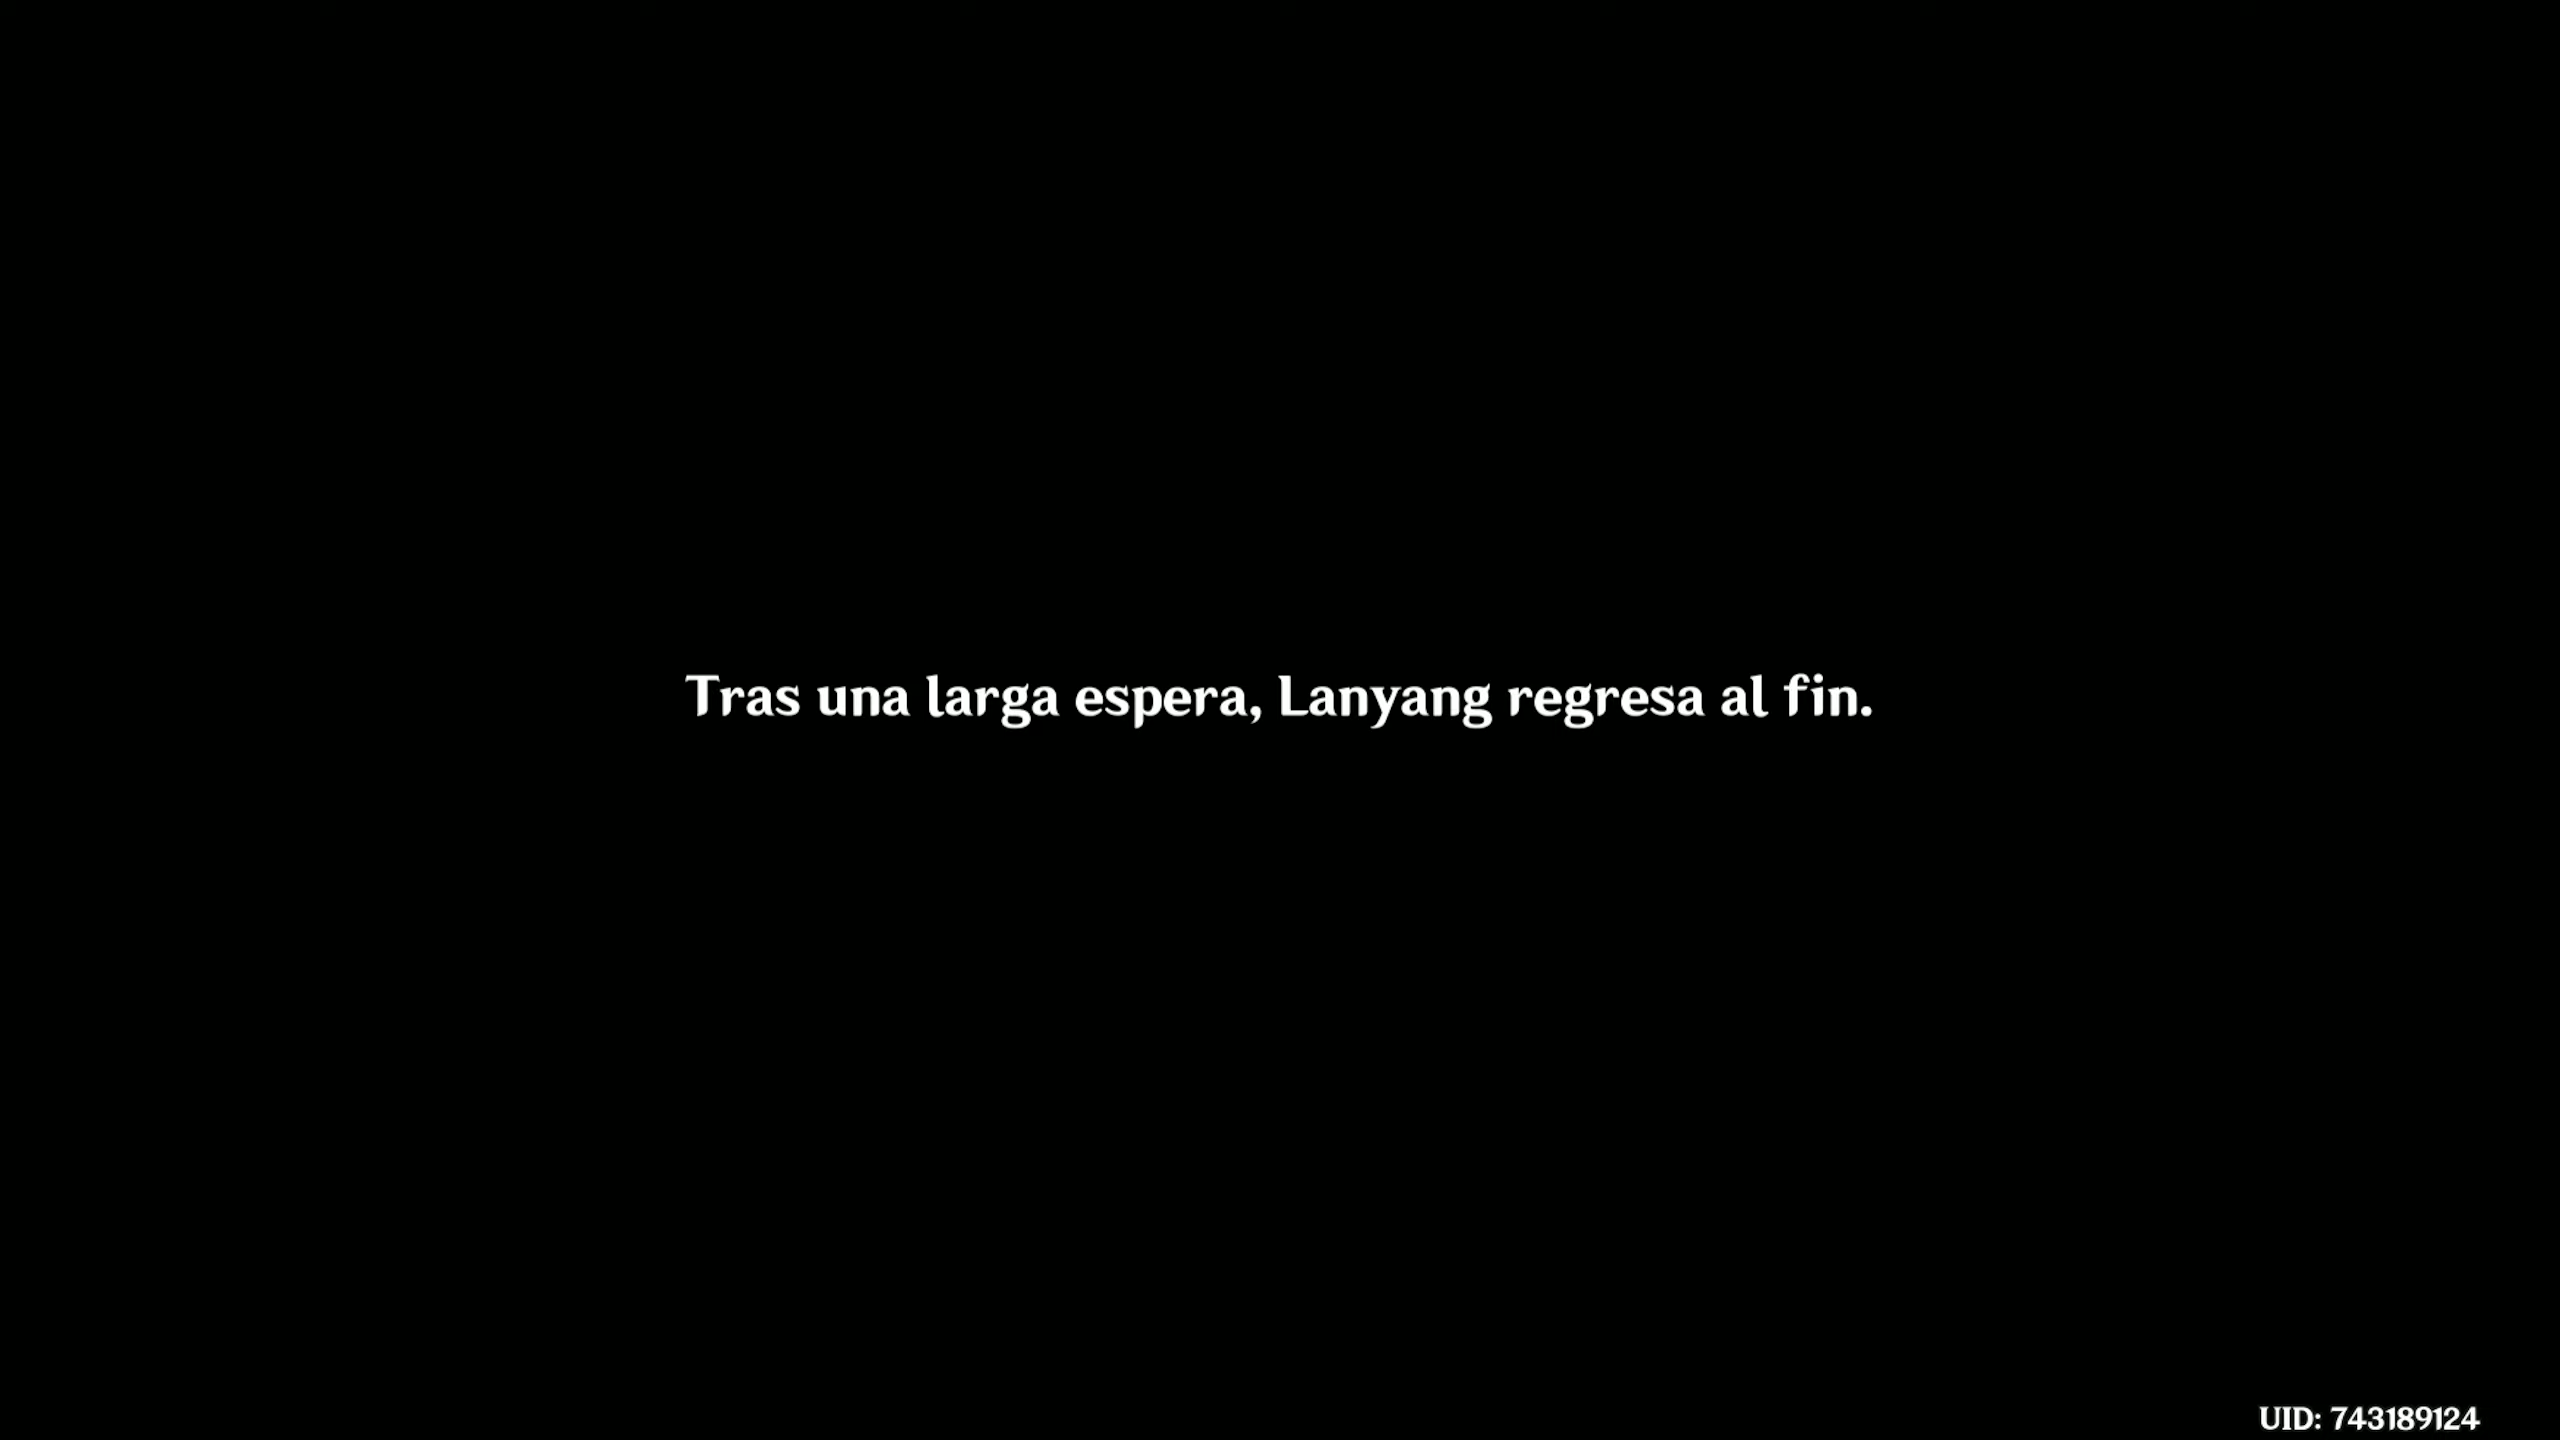 Tras una larga espera, Lanyang regresa al fin.
UID: 743189124